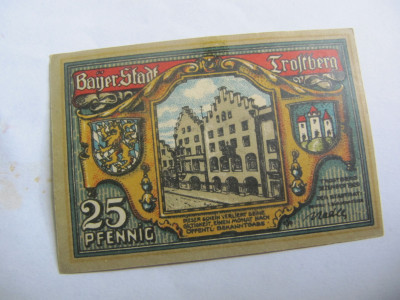 Bayer. Stadt Trostberg
25
PFENNIG
DIESER SCHEIN VERLIERT SEINE
GÜLTIGKEIT, EINEN MONAT NACH
ÖFFENTL. BEKANNTGABE